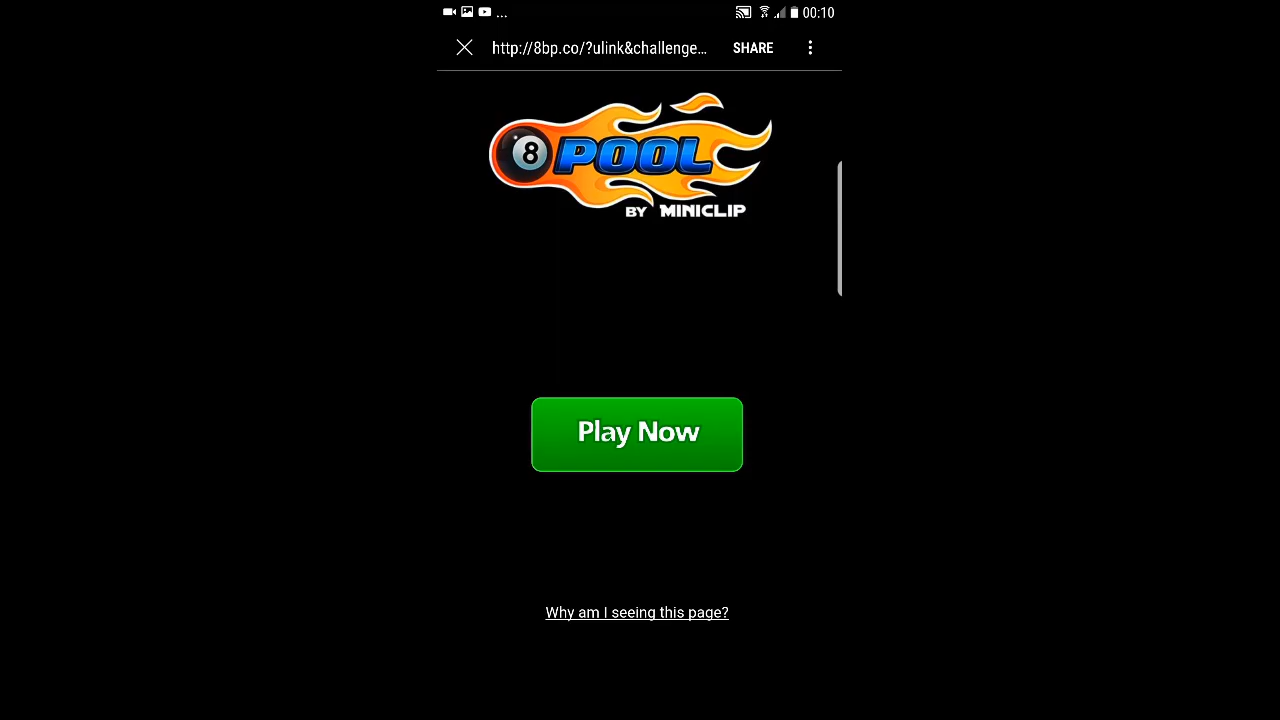 ... 00:10
http://8bp.co/?ulink&challenge... SHARE
8 POOL
BY MINICLIP
Play Now
Why am I seeing this page?